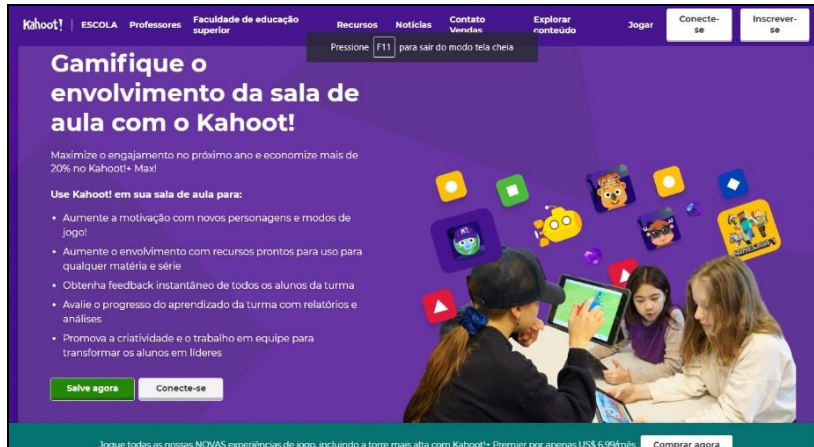 Kahoot! ESCOLA Professores Faculdade de educação superior Recursos Notícias Contato Vendas Explorar conteúdo Jogar Conecte-se Inscrever-se
Pressione F11 para sair do modo tela cheia
Gamifique o
envolvimento da sala de
aula com o Kahoot!
Maximize o engajamento no próximo ano e economize mais de
20% no Kahoot!+ Max!
Use Kahoot! em sua sala de aula para:
• Aumente a motivação com novos personagens e modos de
jogo!
• Aumente o envolvimento com recursos prontos para uso para
qualquer matéria e série
• Obtenha feedback instantâneo de todos os alunos da turma
• Avalie o progresso do aprendizado da turma com relatórios e
análises
• Promova a criatividade e o trabalho em equipe para
transformar os alunos em líderes
K!
MINECRAFT
Salve agora Conecte-se
Jogue todas as nossas NOVAS experiências de jogo, incluindo a torre mais alta com Kahoot!+ Premier por apenas US$ 6,99/mês Comprar agora